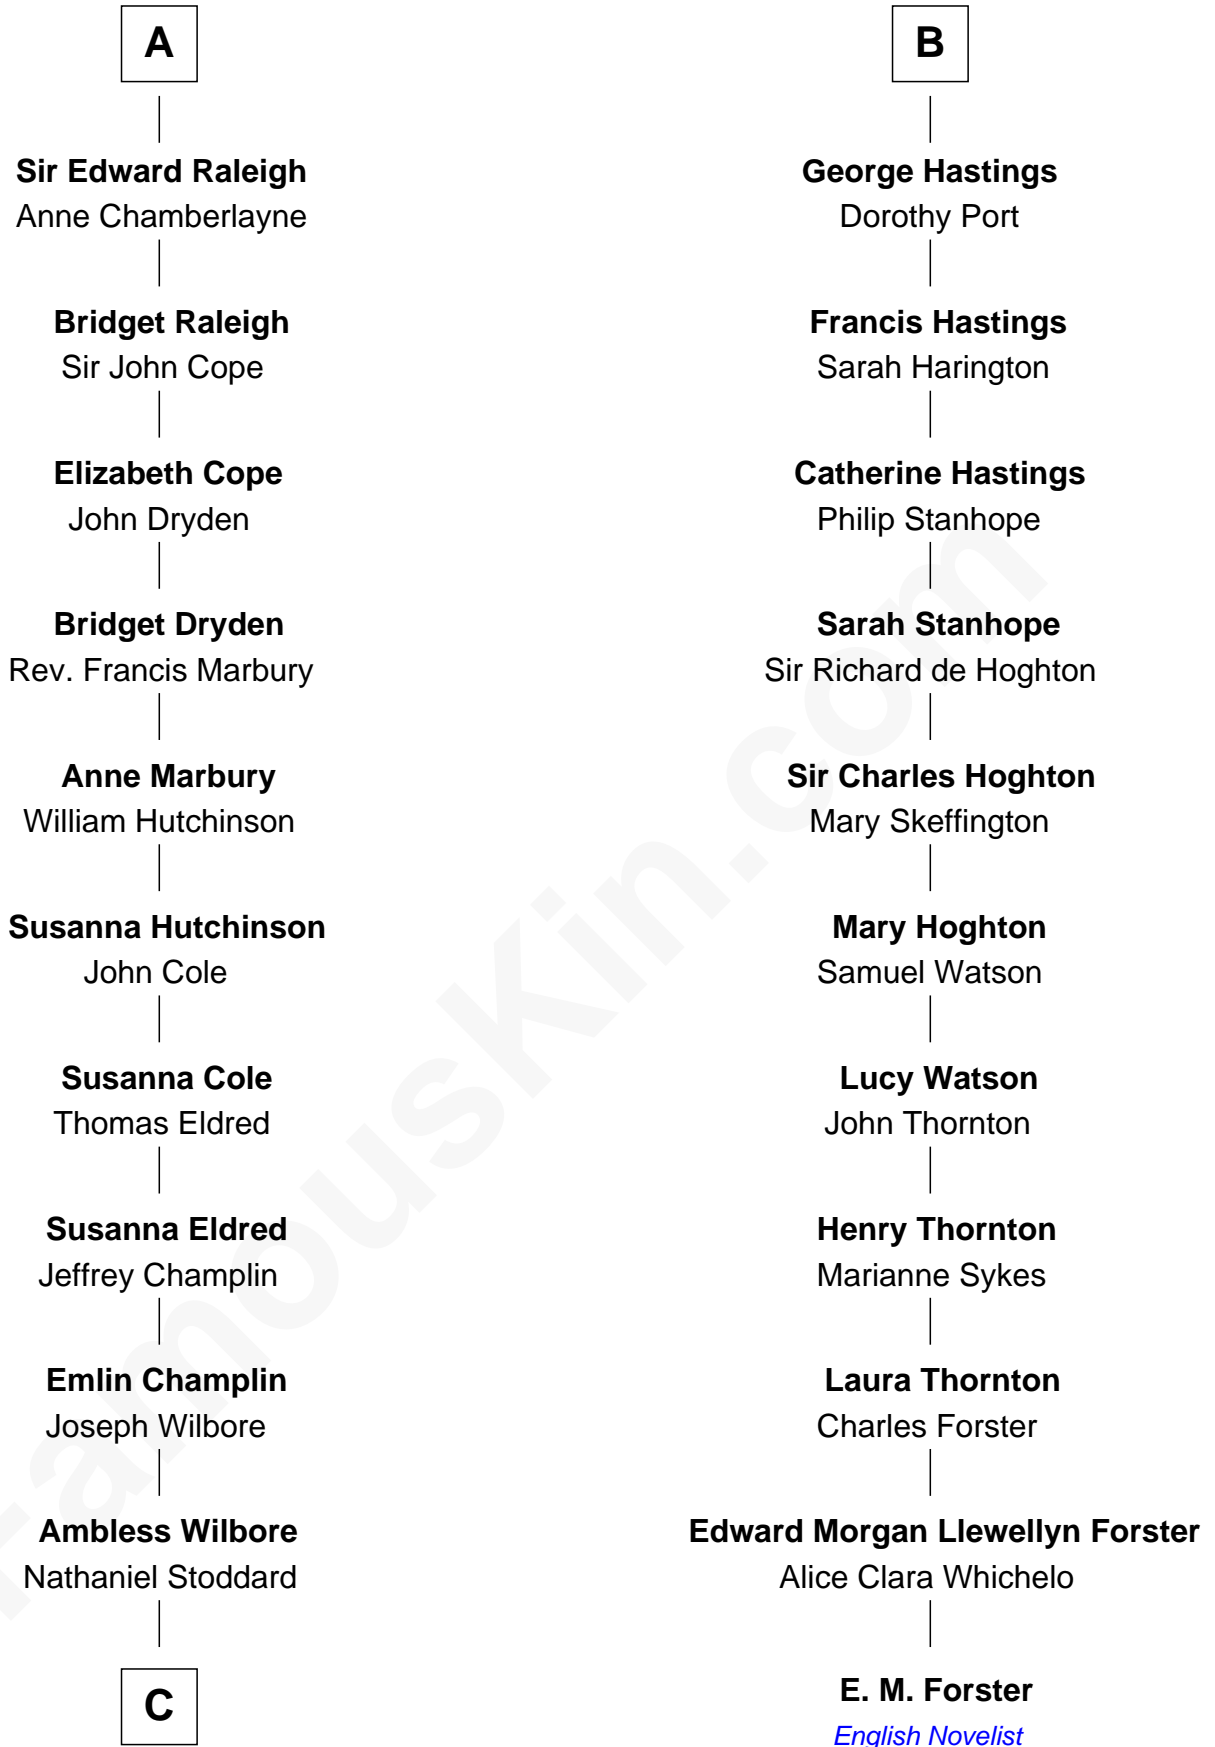 A
Sir Edward Raleigh
Anne Chamberlayne
Bridget Raleigh
Sir John Cope
Elizabeth Cope
John Dryden
Bridget Dryden
Rev. Francis Marbury
Anne Marbury
William Hutchinson
Susanna Hutchinson
John Cole
Susanna Cole
Thomas Eldred
Susanna Eldred
Jeffrey Champlin
Emlin Champlin
Joseph Wilbore
Ambless Wilbore
Nathaniel Stoddard
C
B
George Hastings
Dorothy Port
Francis Hastings
Sarah Harington
Catherine Hastings
Philip Stanhope
Sarah Stanhope
Sir Richard de Hoghton
Sir Charles Hoghton
Mary Skeffington
Mary Hoghton
Samuel Watson
Lucy Watson
John Thornton
Henry Thornton
Marianne Sykes
Laura Thornton
Charles Forster
Edward Morgan Llewellyn Forster
Alice Clara Whichelo
E. M. Forster
English Novelist
FamousKin.com